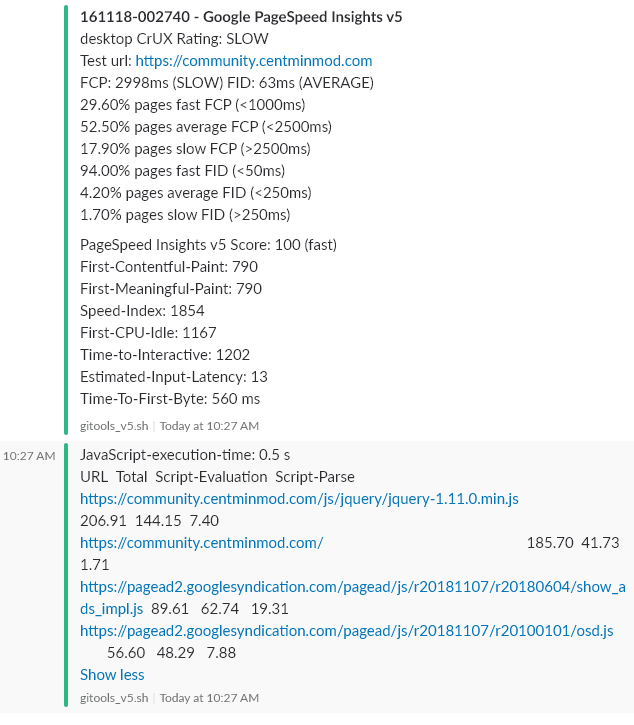 161118-002740 - Google PageSpeed Insights v5
desktop CrUX Rating: SLOW
Test url: https://community.centminmod.com
FCP: 2998ms (SLOW) FID: 63ms (AVERAGE)
29.60% pages fast FCP (<1000ms)
52.50% pages average FCP (<2500ms)
17.90% pages slow FCP (>2500ms)
94.00% pages fast FID (<50ms)
4.20% pages average FID (<250ms)
1.70% pages slow FID (>250ms)
PageSpeed Insights v5 Score: 100 (fast)
First-Contentful-Paint: 790
First-Meaningful-Paint: 790
Speed-Index: 1854
First-CPU-Idle: 1167
Time-to-Interactive: 1202
Estimated-Input-Latency: 13
Time-To-First-Byte: 560 ms
gitools_v5.sh | Today at 10:27 AM
10:27 AM JavaScript-execution-time: 0.5 s
URL Total Script-Evaluation Script-Parse
https://community.centminmod.com/js/jquery/jquery-1.11.0.min.js
206.91 144.15 7.40
https://community.centminmod.com/ 185.70 41.73
1.71
https://pagead2.googlesyndication.com/pagead/js/r20181107/r20180604/show_a
ds_impl.js 89.61 62.74 19.31
https://pagead2.googlesyndication.com/pagead/js/r20181107/r20100101/osd.js
56.60 48.29 7.88
Show less
gitools_v5.sh | Today at 10:27 AM